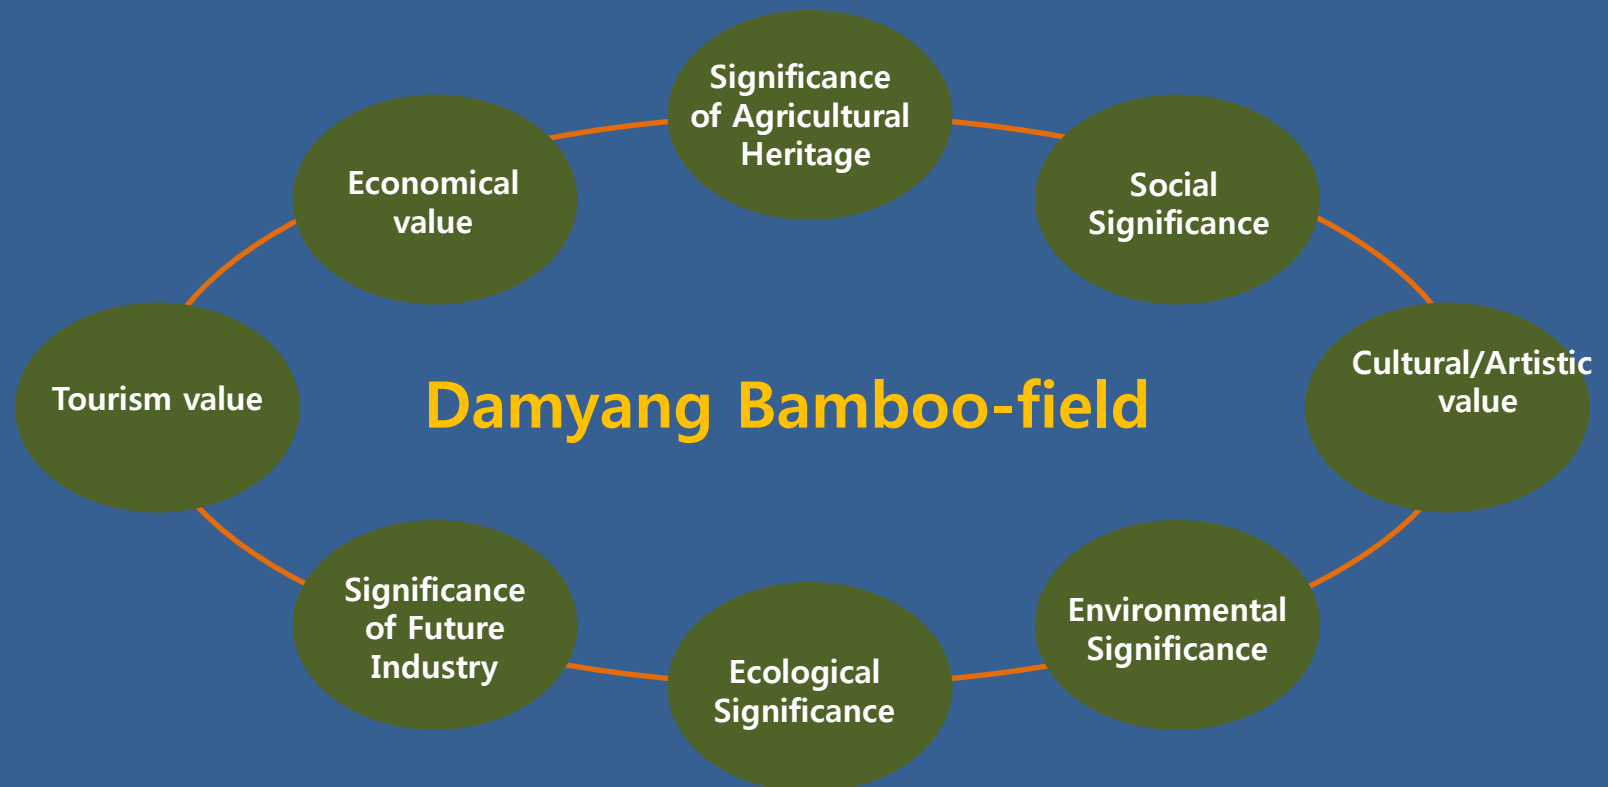 Significance
of Agricultural
Heritage
Economical
value
Social
Significance
Tourism value
Damyang Bamboo-field
Cultural/Artistic
value
Significance
of Future
Industry
Environmental
Significance
Ecological
Significance